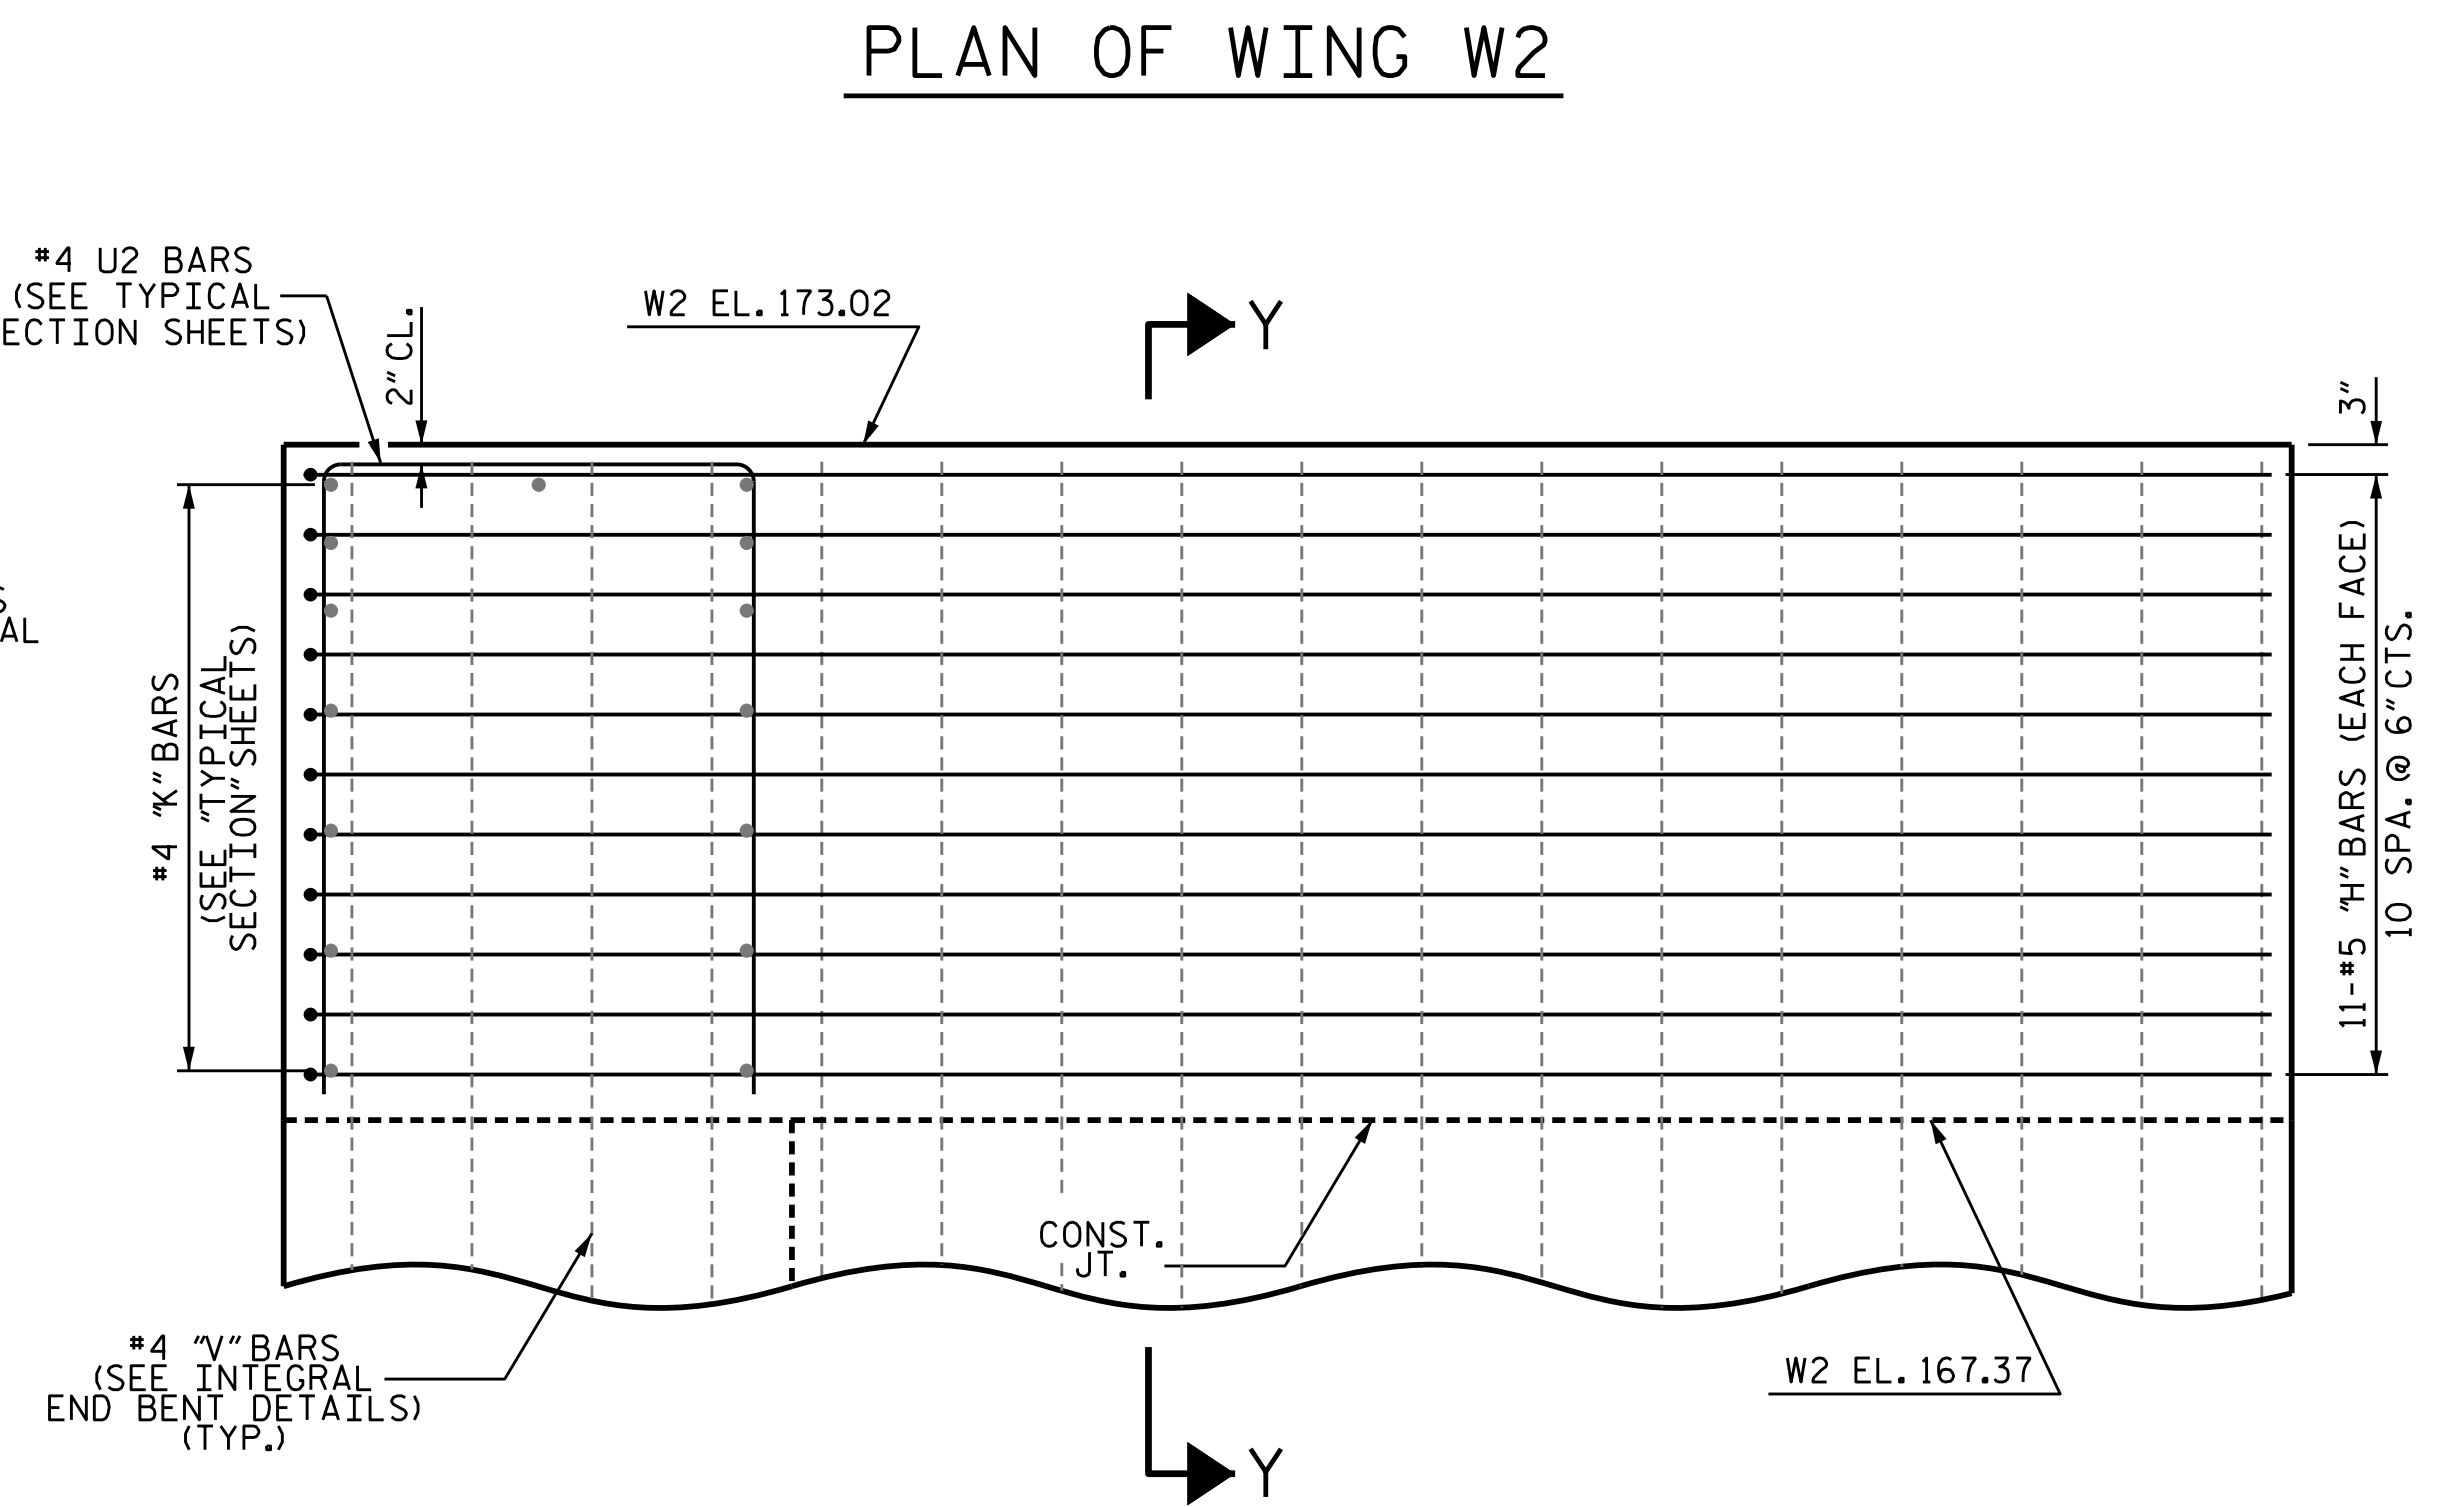 PLAN OF WING W2
#4 U2 BARS
(SEE TYPICAL
ECTION SHEETS)
2" CL.
W2 EL. 173.02
Y
3"
AL
#4 "K" BARS
(SEE "TYPICAL
SECTION" SHEETS)
11-#5 "H" BARS (EACH FACE)
10 SPA. @ 6" CTS.
CONST.
JT.
#4 "V" BARS
(SEE INTEGRAL
END BENT DETAILS)
(TYP.)
W2 EL. 167.37
Y